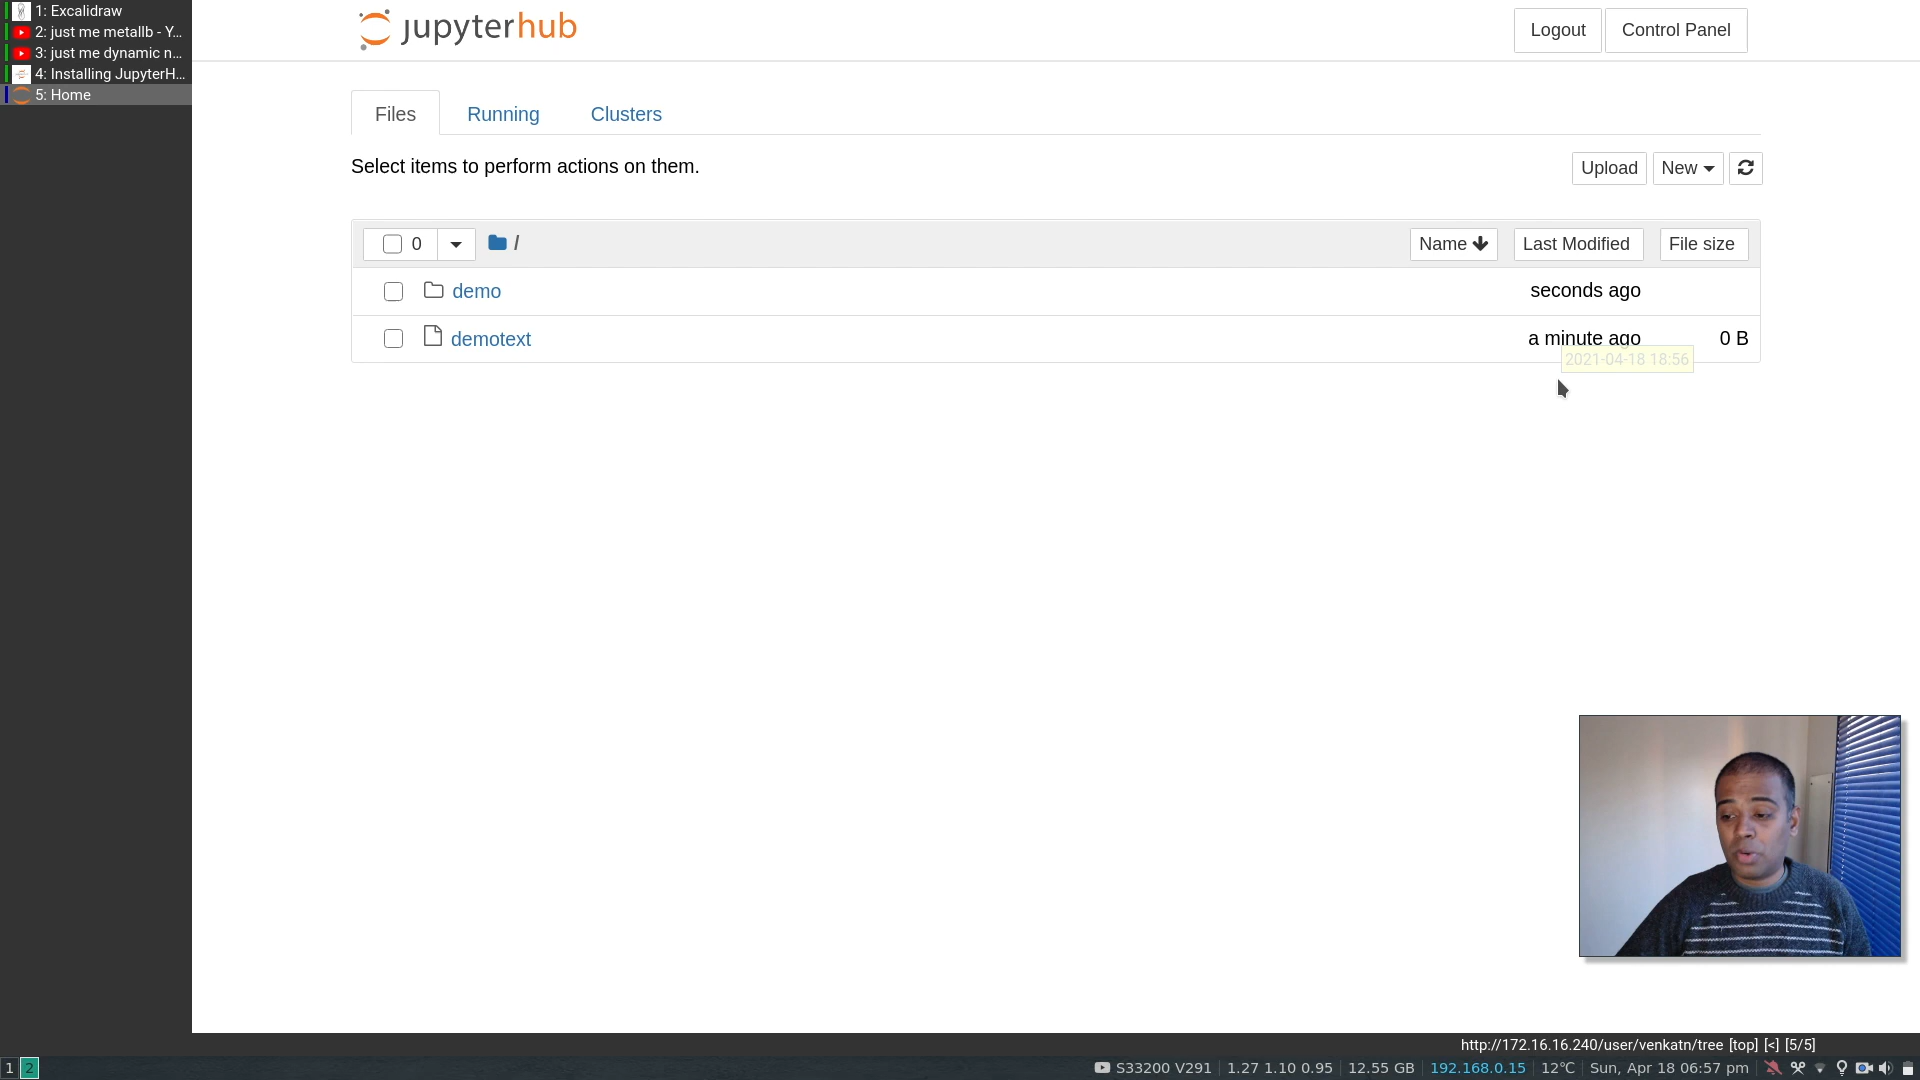 1: Excalidraw
2: just me metallb - Y...
3: just me dynamic n...
4: Installing JupyterH...
5: Home
jupyterhub
Logout
Control Panel
Files
Running
Clusters
Select items to perform actions on them.
Upload
New
0
/
Name
Last Modified
File size
demo
seconds ago
demotext
a minute ago
0 B
2021-04-18 18:56
http://172.16.16.240/user/venkatn/tree [top] [<] [5/5]
1
2
S33200 V291
1.27 1.10 0.95
12.55 GB
192.168.0.15
12℃
Sun, Apr 18 06:57 pm